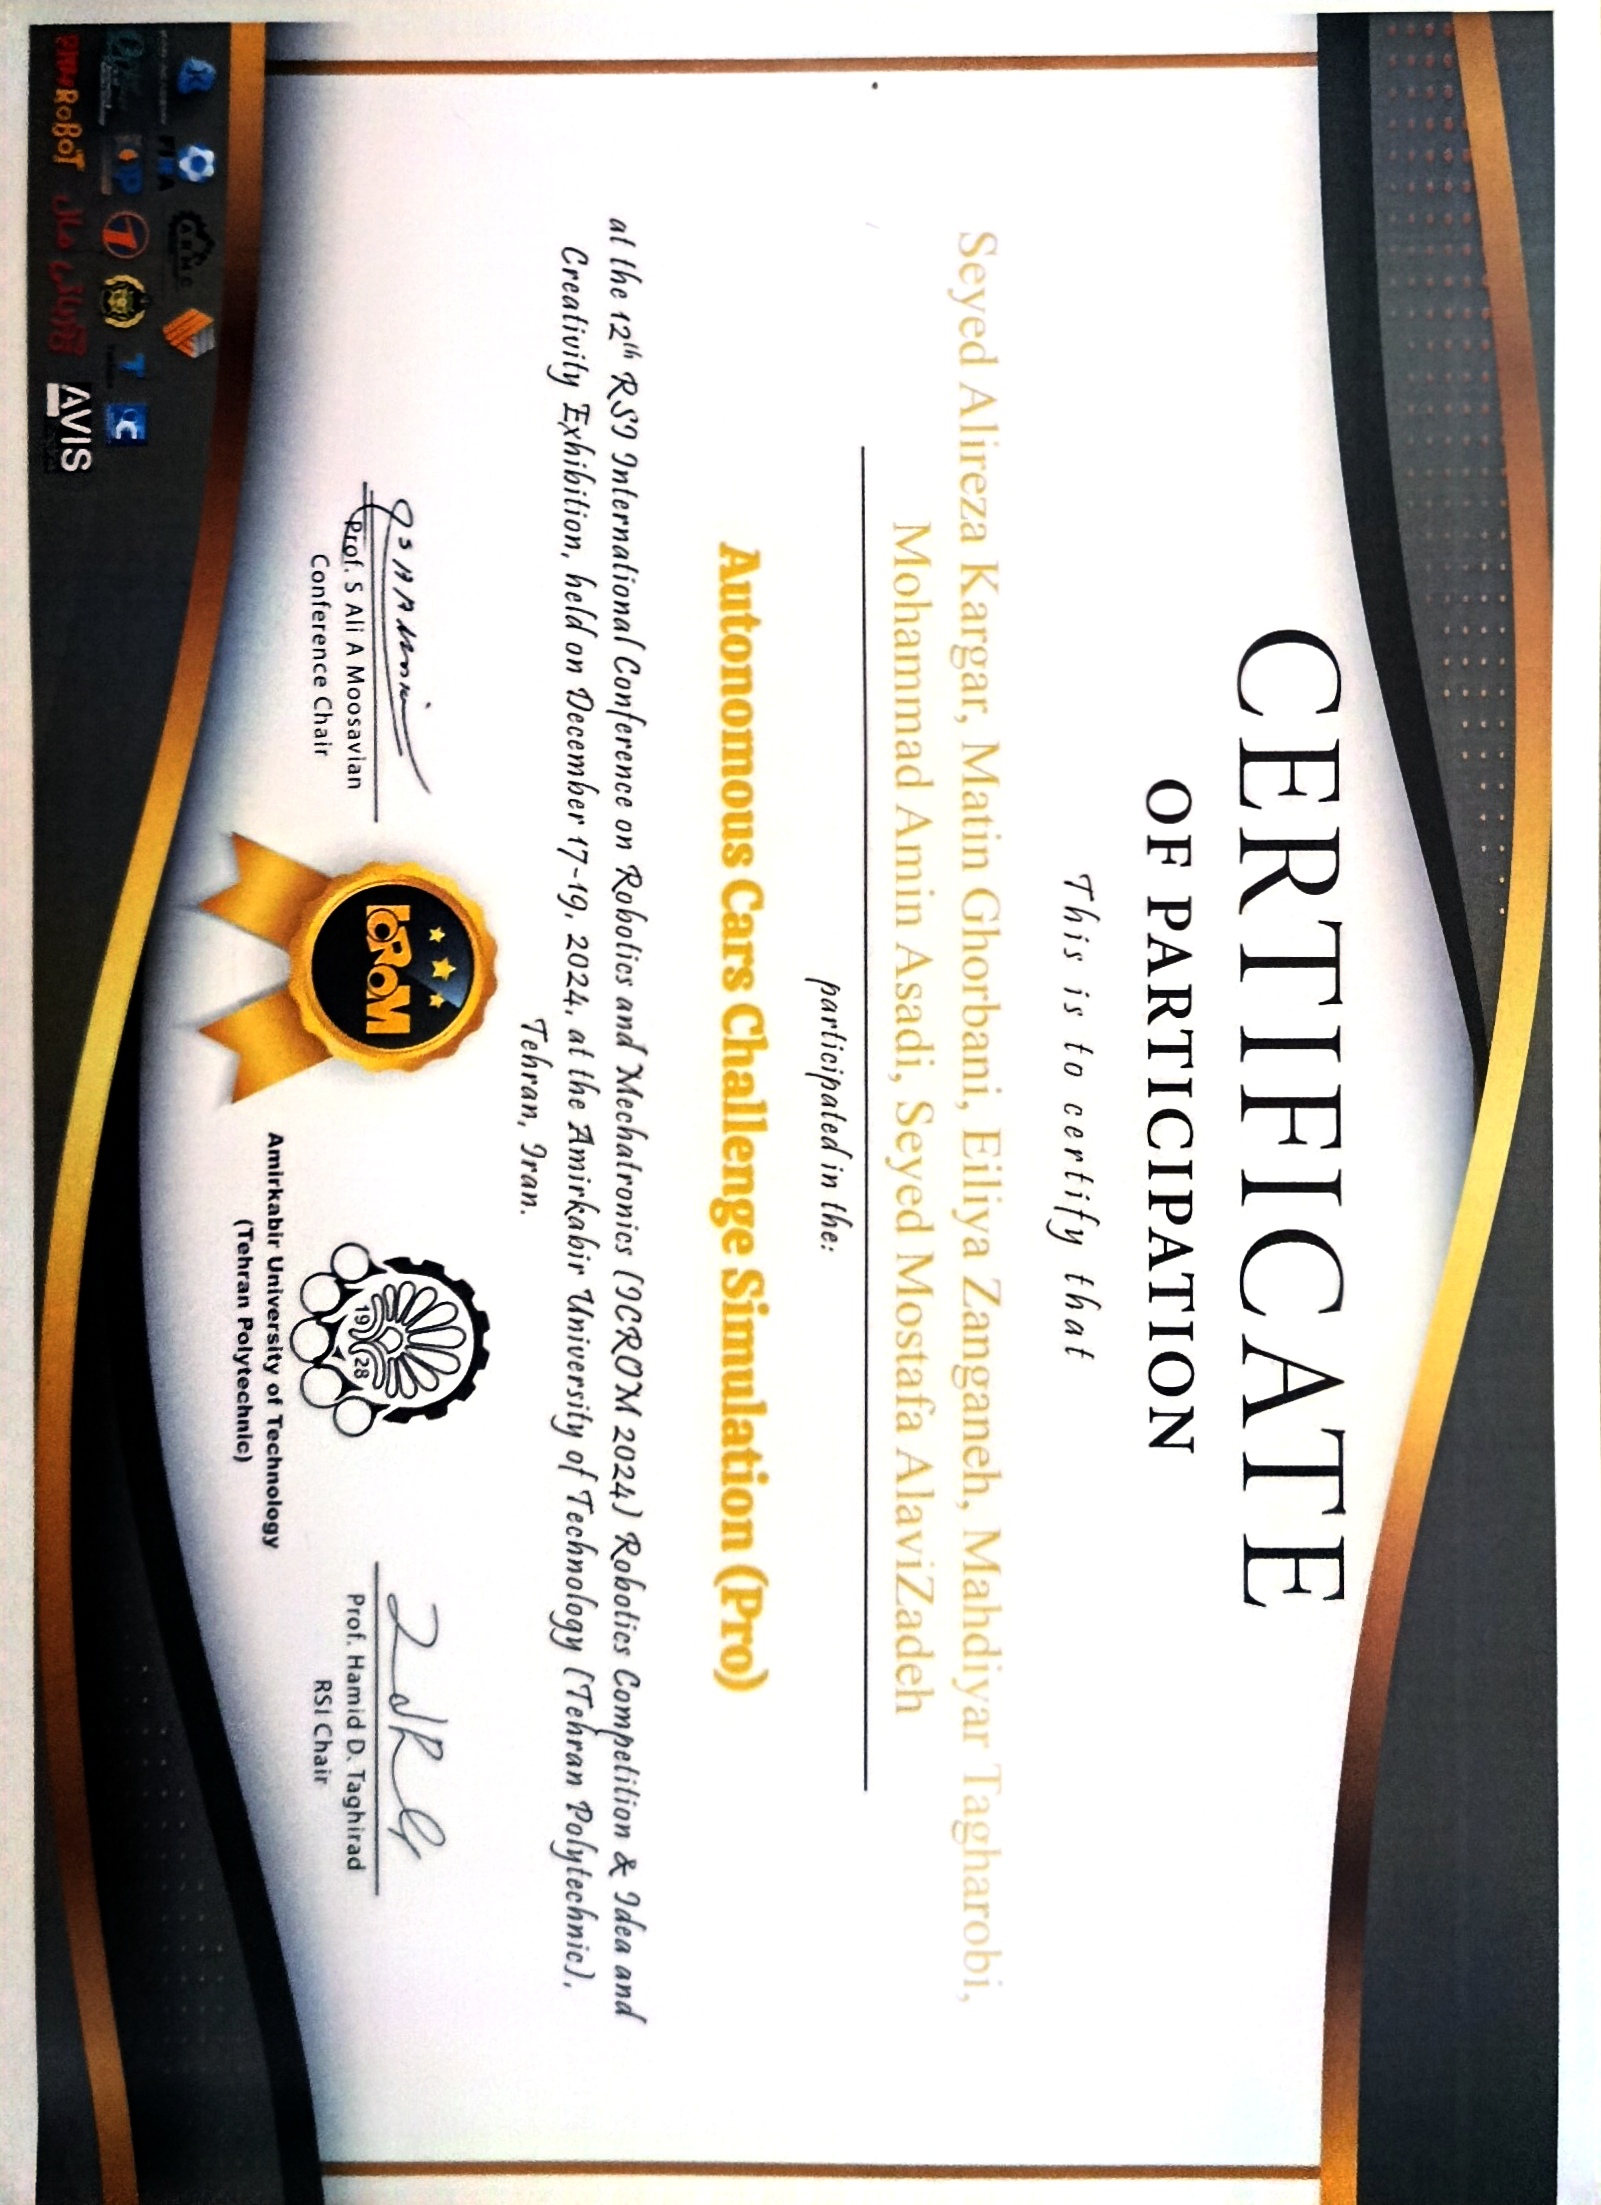 CERTIFICATE
OF PARTICIPATION
This is to certify that
Seyed Alireza Kargar, Matin Ghorbani, Eiliya Zanganeh, Mahdiyar Tagharobi,
Mohammad Amin Asadi, Seyed Mostafa AlaviZadeh
participated in the:
Autonomous Cars Challenge Simulation (Pro)
at the 12th RSI International Conference on Robotics and Mechatronics (ICROM 2024) Robotics Competition & Idea and
Creativity Exhibition, held on December 17-19, 2024, at the Amirkabir University of Technology (Tehran Polytechnic),
Tehran, Iran.
ICROM
19 28
Prof. S Ali A Moosavian
Conference Chair
Prof. Hamid D. Taghirad
RSI Chair
Amirkabir University of Technology
(Tehran Polytechnic)
FIRA
ROBOT
AVIS